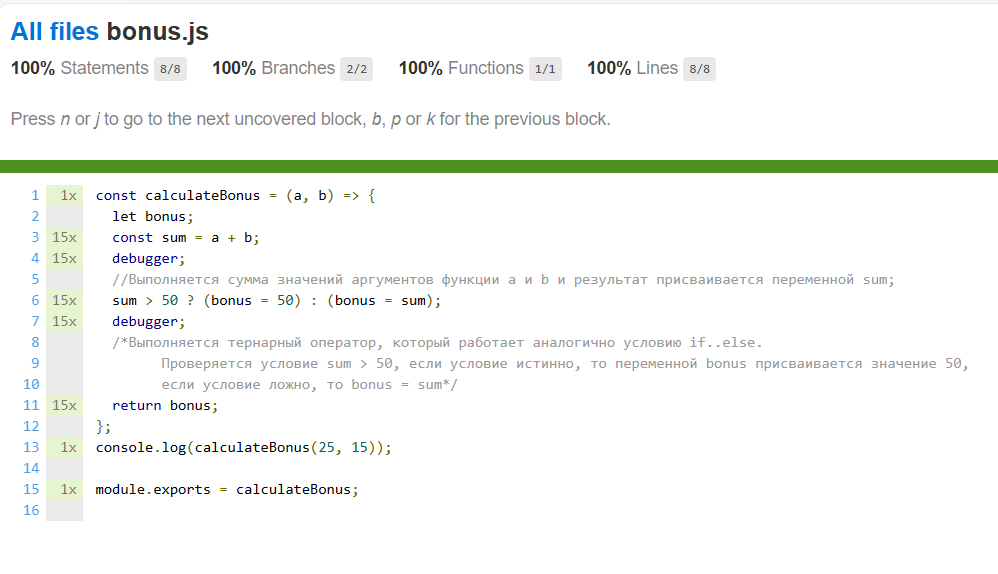 All files bonus.js
100% Statements 8/8 100% Branches 2/2 100% Functions 1/1 100% Lines 8/8
Press n or j to go to the next uncovered block, b, p or k for the previous block.
1 1x const calculateBonus = (a, b) => {
2 let bonus;
3 15x const sum = a + b;
4 15x debugger;
5 //Выполняется сумма значений аргументов функции a и b и результат присваивается переменной sum;
6 15x sum > 50 ? (bonus = 50) : (bonus = sum);
7 15x debugger;
8 /*Выполняется тернарный оператор, который работает аналогично условию if..else.
9 Проверяется условие sum > 50, если условие истинно, то переменной bonus присваивается значение 50,
10 если условие ложно, то bonus = sum*/
11 15x return bonus;
12 };
13 1x console.log(calculateBonus(25, 15));
14
15 1x module.exports = calculateBonus;
16